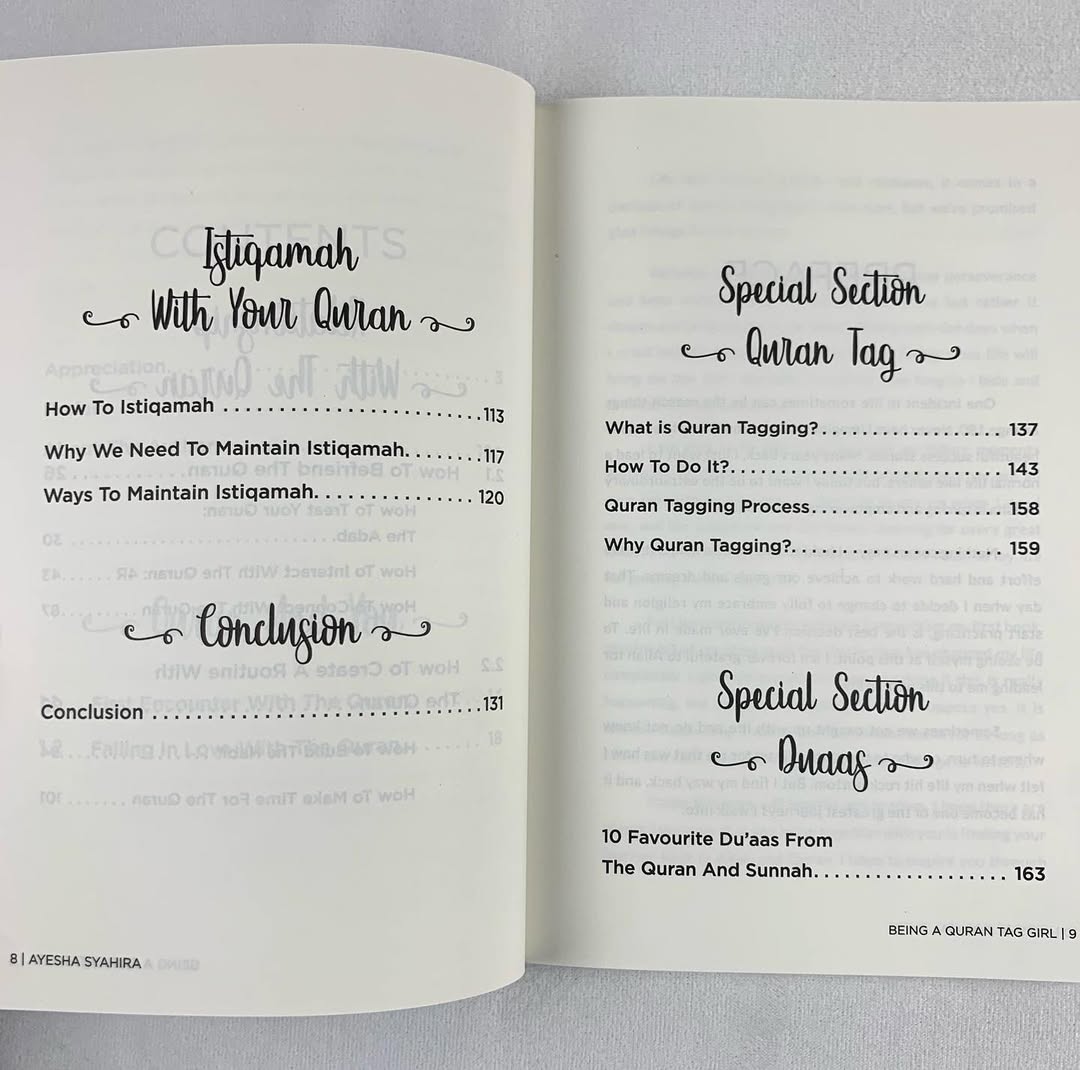 Istiqamah
With Your Quran
How To Istiqamah ..........................113
Why We Need To Maintain Istiqamah........117
Ways To Maintain Istiqamah................120
Conclusion
Conclusion ................................131
8 | AYESHA SYAHIRA
Special Section
Quran Tag
What is Quran Tagging?.................. 137
How To Do It?........................... 143
Quran Tagging Process................... 158
Why Quran Tagging?..................... 159
Special Section
Duaas
10 Favourite Du'aas From
The Quran And Sunnah................... 163
BEING A QURAN TAG GIRL | 9